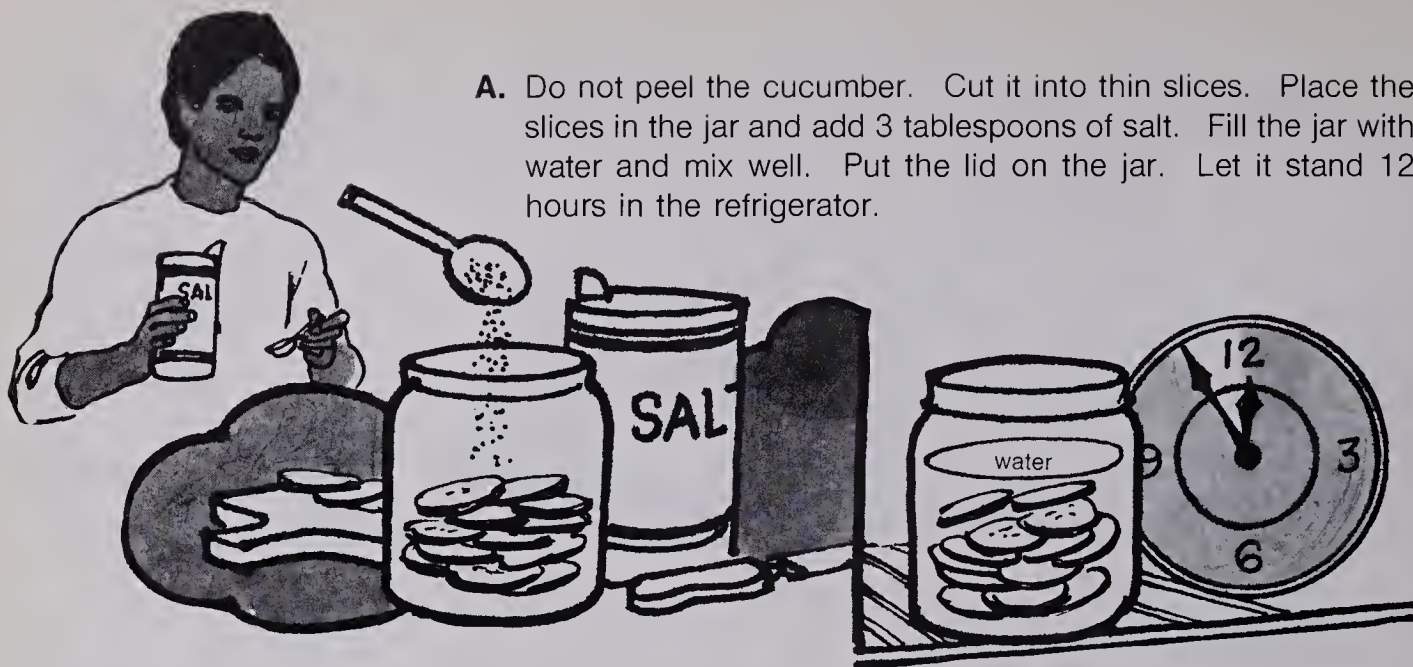 A. Do not peel the cucumber. Cut it into thin slices. Place the
slices in the jar and add 3 tablespoons of salt. Fill the jar with
water and mix well. Put the lid on the jar. Let it stand 12
hours in the refrigerator.
SAL
SAL
water
12
3
6